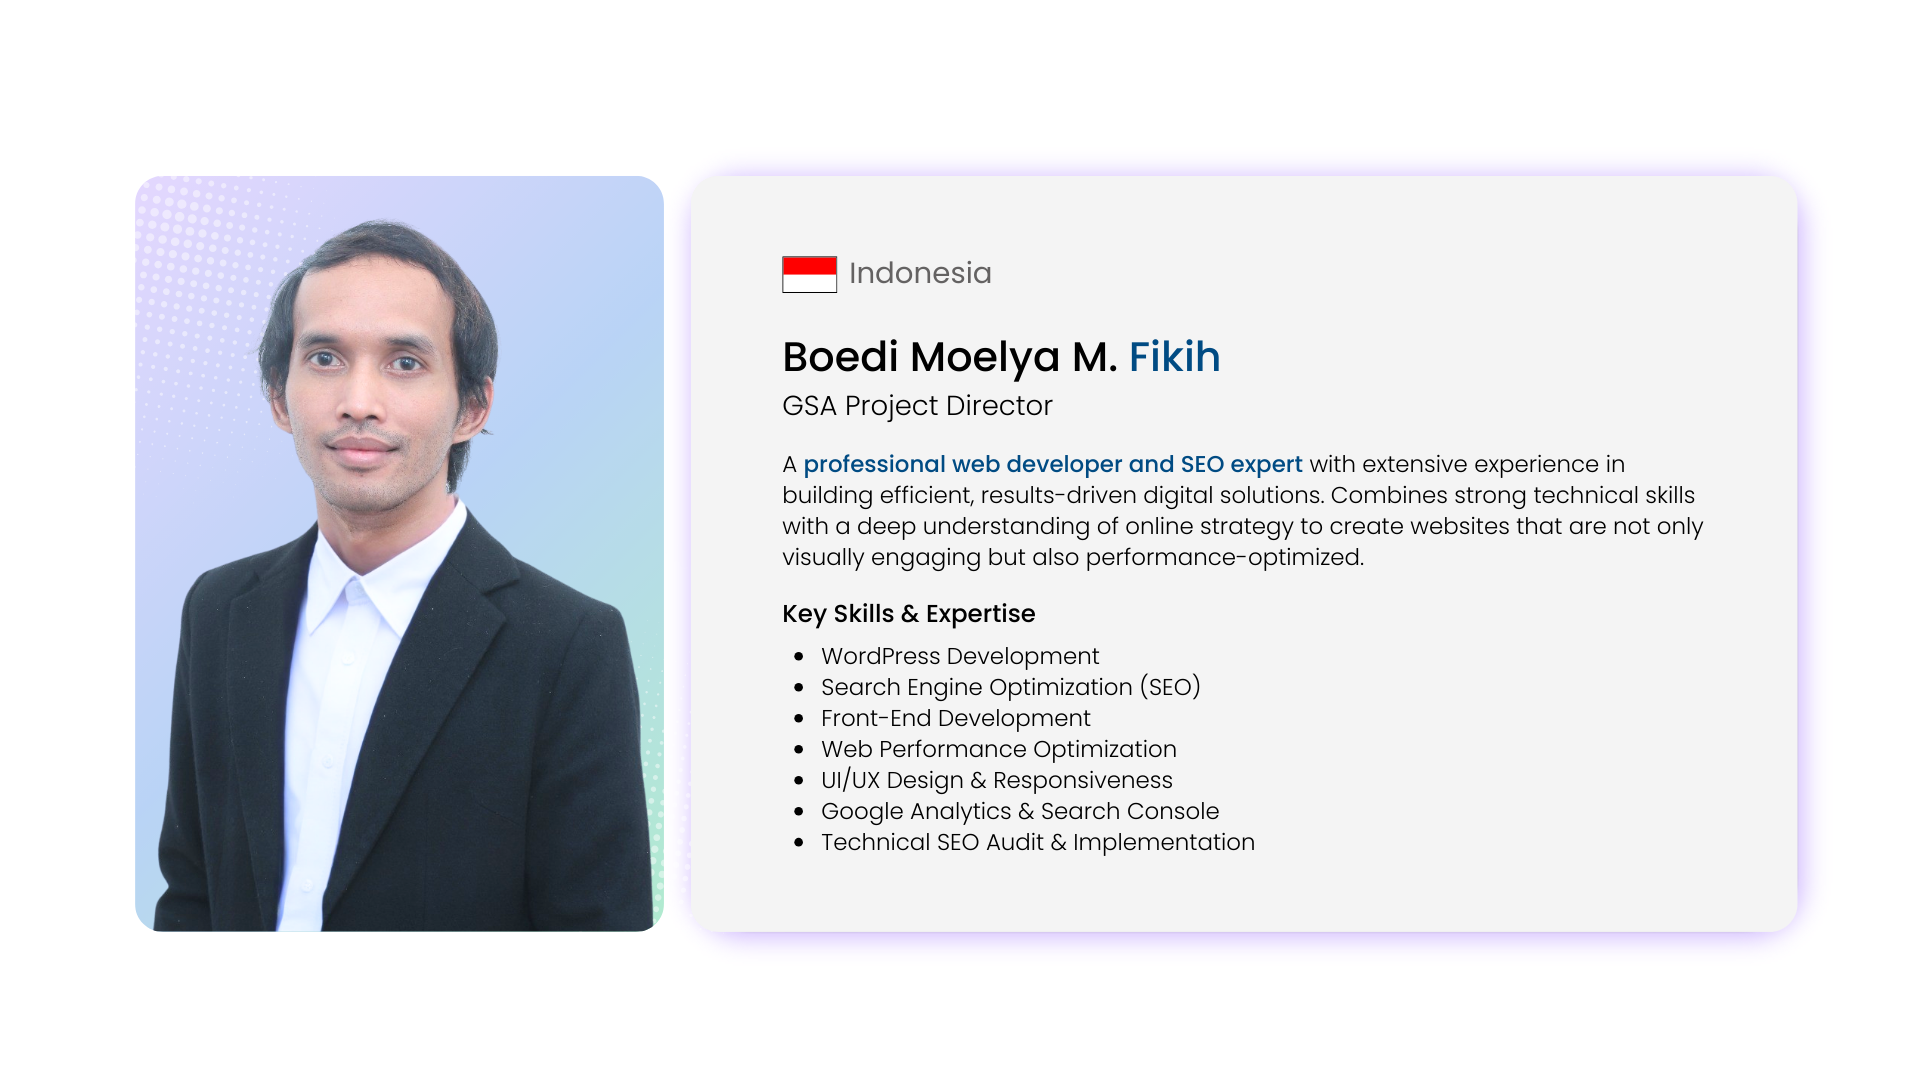 Indonesia
Boedi Moelya M. Fikih
GSA Project Director
A professional web developer and SEO expert with extensive experience in
building efficient, results-driven digital solutions. Combines strong technical skills
with a deep understanding of online strategy to create websites that are not only
visually engaging but also performance-optimized.
Key Skills & Expertise
• WordPress Development
• Search Engine Optimization (SEO)
• Front-End Development
• Web Performance Optimization
• UI/UX Design & Responsiveness
• Google Analytics & Search Console
• Technical SEO Audit & Implementation